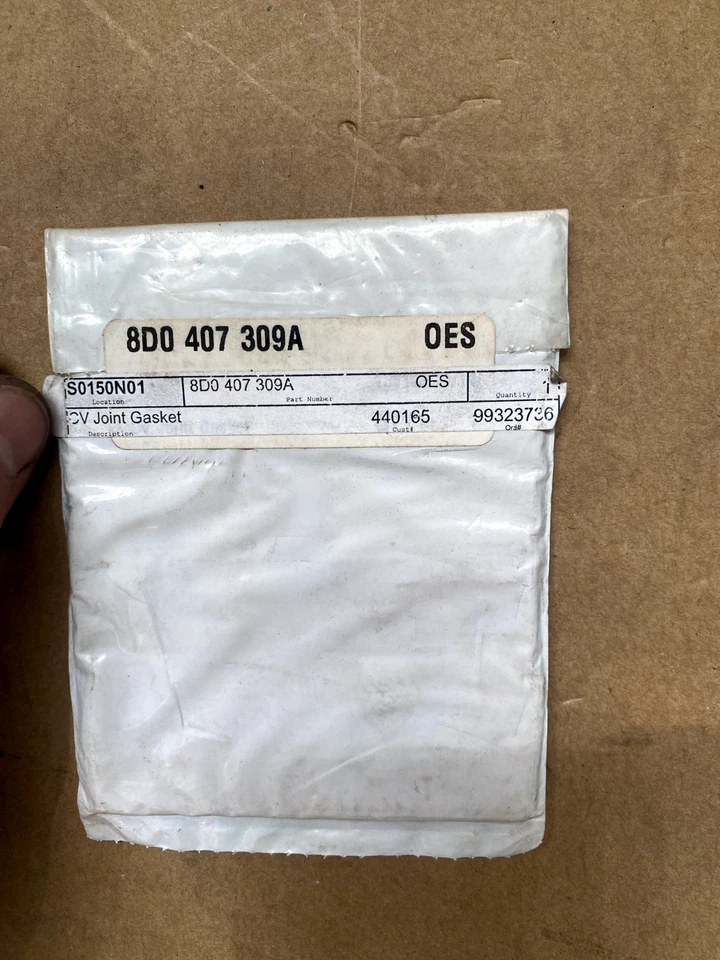 8D0 407 309A OES
S0150N01 8D0 407 309A OES 1
Location Part Number Quantity
CV Joint Gasket 440165 99323736
Description Cust# Ord#